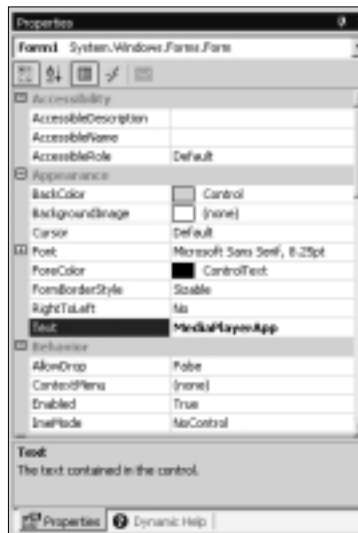 Properties
Form1 System.Windows.Forms.Form
Accessibility
AccessibleDescription
AccessibleName
AccessibleRole Default
Appearance
BackColor Control
BackgroundImage (none)
Cursor Default
Font Microsoft Sans Serif, 8.25pt
ForeColor ControlText
FormBorderStyle Sizable
RightToLeft No
Text MediaPlayerApp
Behavior
AllowDrop False
ContextMenu (none)
Enabled True
ImeMode NoControl
Text
The text contained in the control.
Properties Dynamic Help